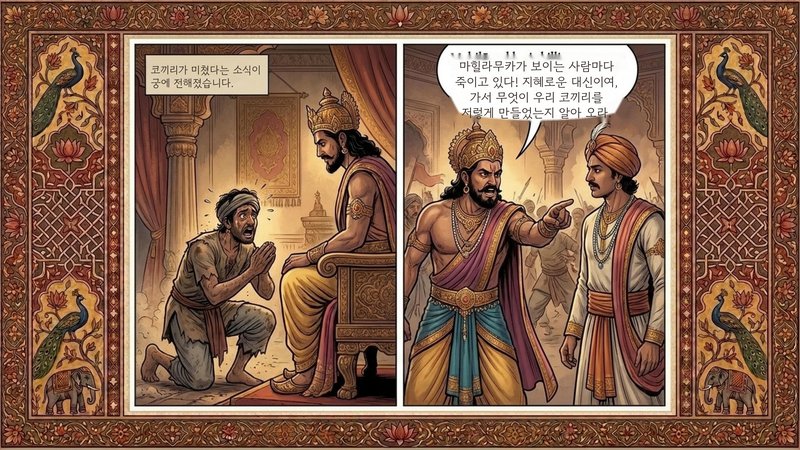 코끼리가 미쳤다는 소식이
궁에 전해졌습니다.
마힐라무카가 보이는 사람마다
죽이고 있다! 지혜로운 대신이여,
가서 무엇이 우리 코끼리를
저렇게 만들었는지 알아 오라